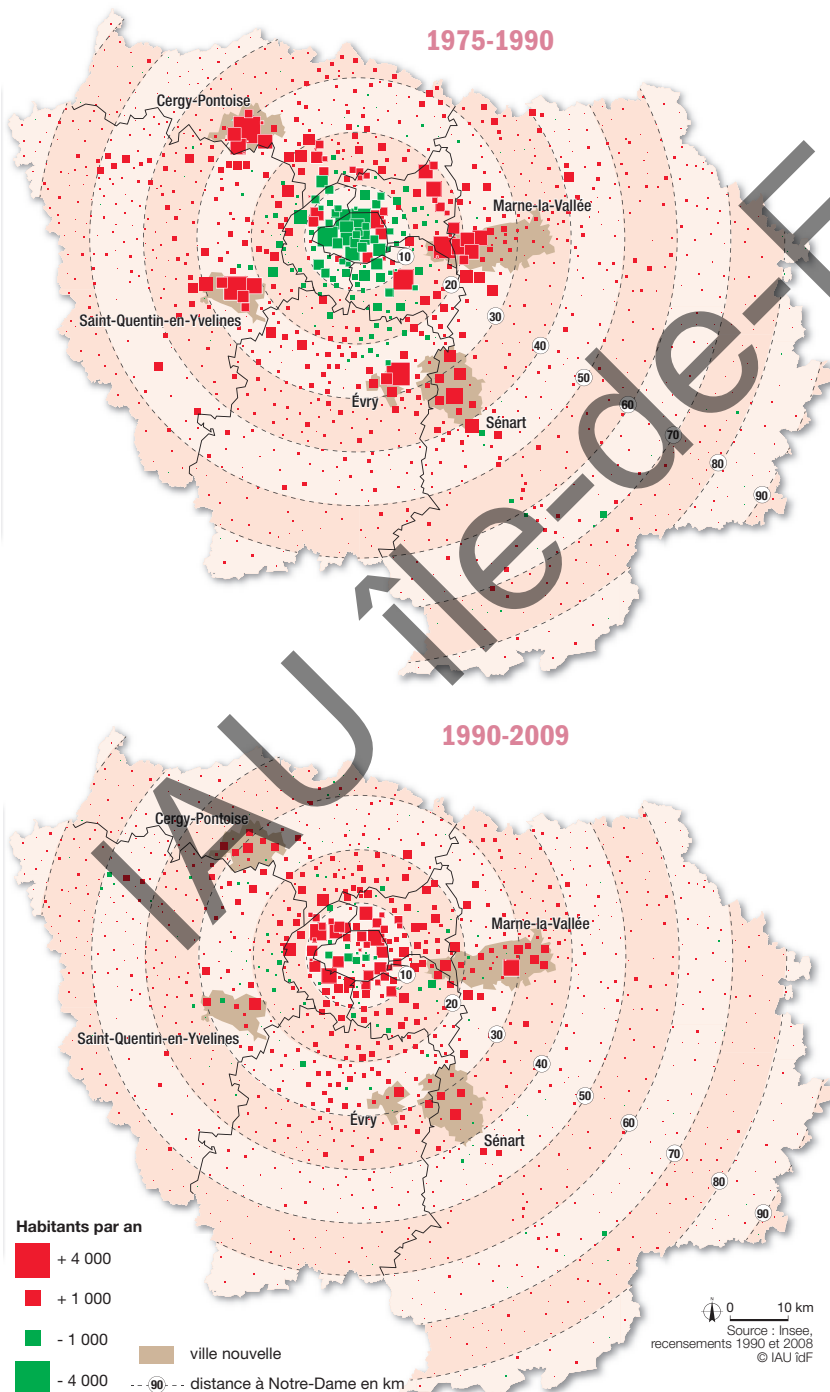 1975-1990
Cergy-Pontoise
Marne-la-Vallée
Saint-Quentin-en-Yvelines
Évry
Sénart
10
20
30
40
50
60
70
80
90
IAU île-de-F
1990-2009
Cergy-Pontoise
Marne-la-Vallée
Saint-Quentin-en-Yvelines
Évry
Sénart
10
20
30
40
50
60
70
80
90
Habitants par an
+ 4 000
+ 1 000
- 1 000
- 4 000
ville nouvelle
90 distance à Notre-Dame en km
N
0 10 km
Source : Insee,
recensements 1990 et 2008
© IAU îdF